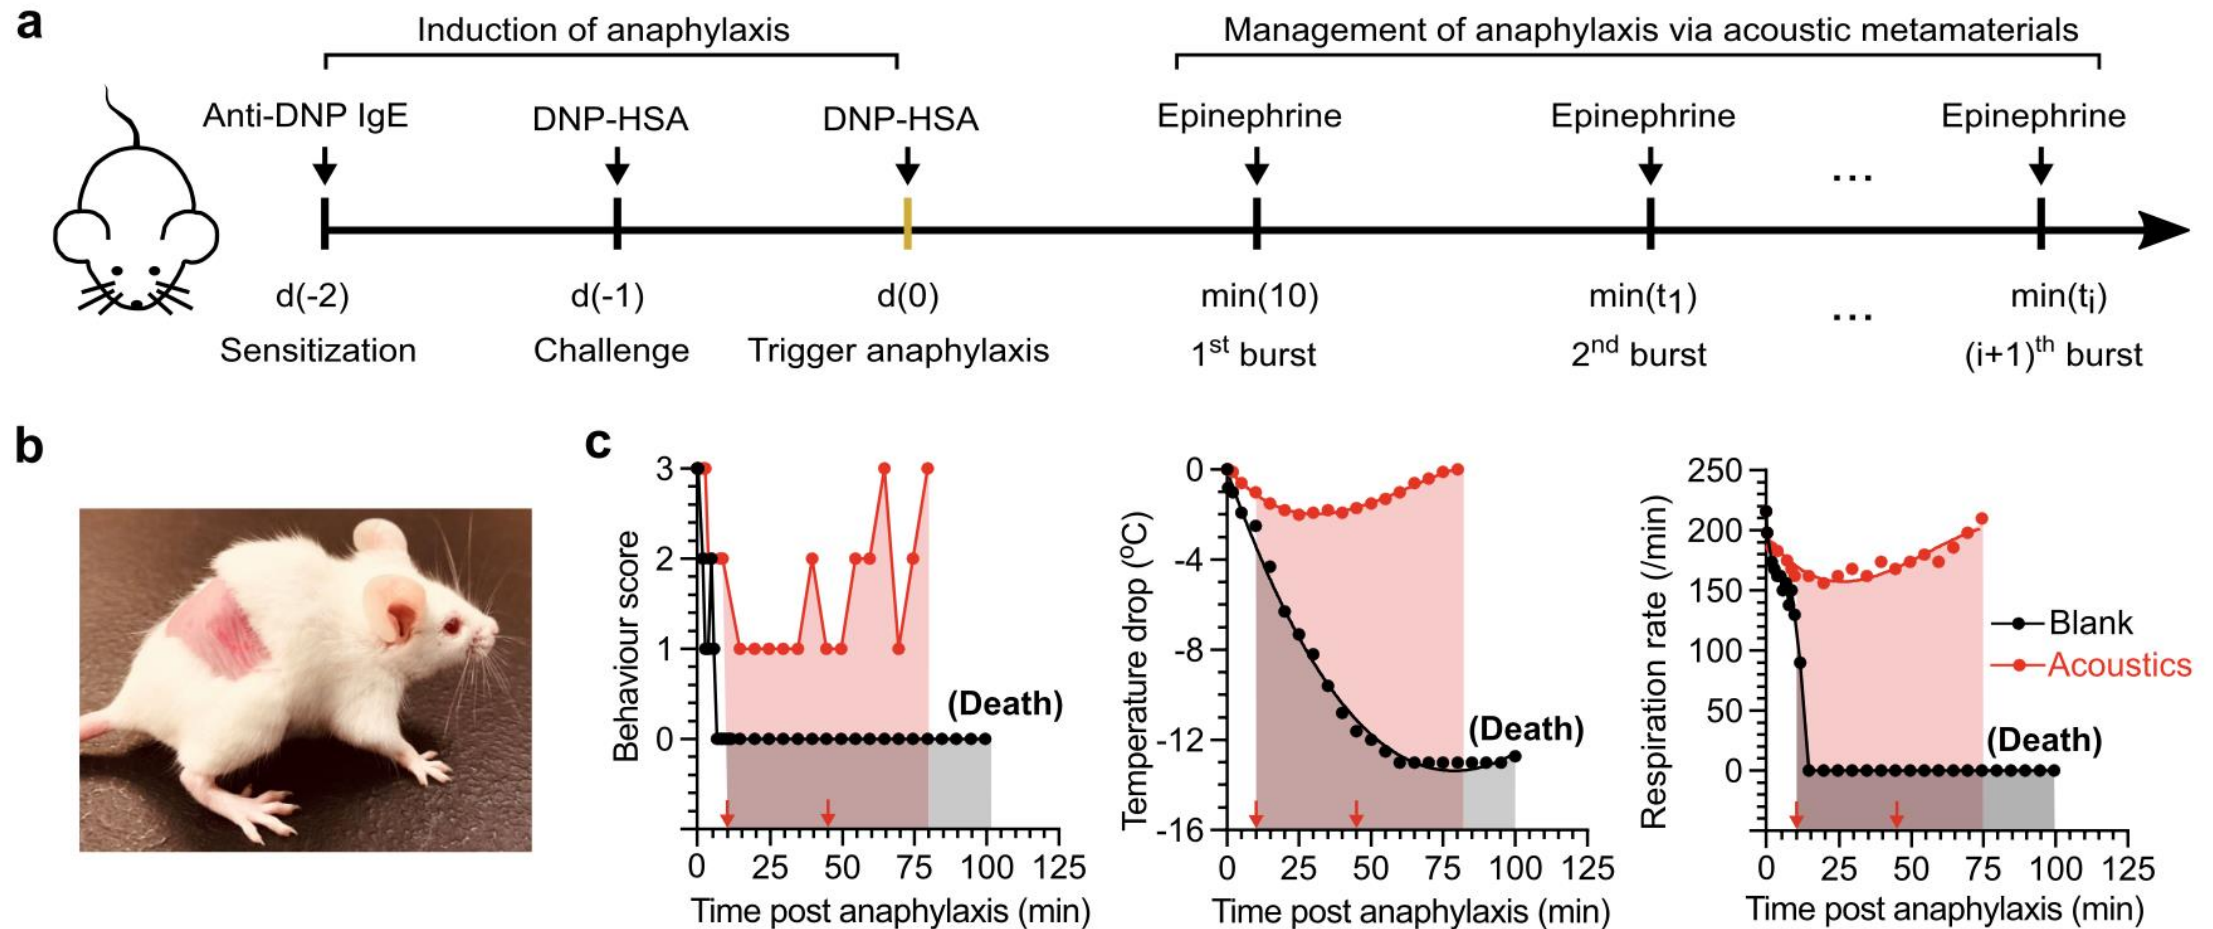 a
Induction of anaphylaxis
Management of anaphylaxis via acoustic metamaterials
Anti-DNP IgE
DNP-HSA
DNP-HSA
Epinephrine
Epinephrine
...
Epinephrine
d(-2)
d(-1)
d(0)
min(10)
min(t1)
...
min(ti)
Sensitization
Challenge
Trigger anaphylaxis
1st burst
2nd burst
(i+1)th burst
b
c
Behaviour score
3
2
1
0
(Death)
0 25 50 75 100 125
Time post anaphylaxis (min)
Temperature drop (oC)
0
-4
-8
-12
-16
(Death)
0 25 50 75 100 125
Time post anaphylaxis (min)
Respiration rate (/min)
250
200
150
100
50
0
Blank
Acoustics
(Death)
0 25 50 75 100 125
Time post anaphylaxis (min)